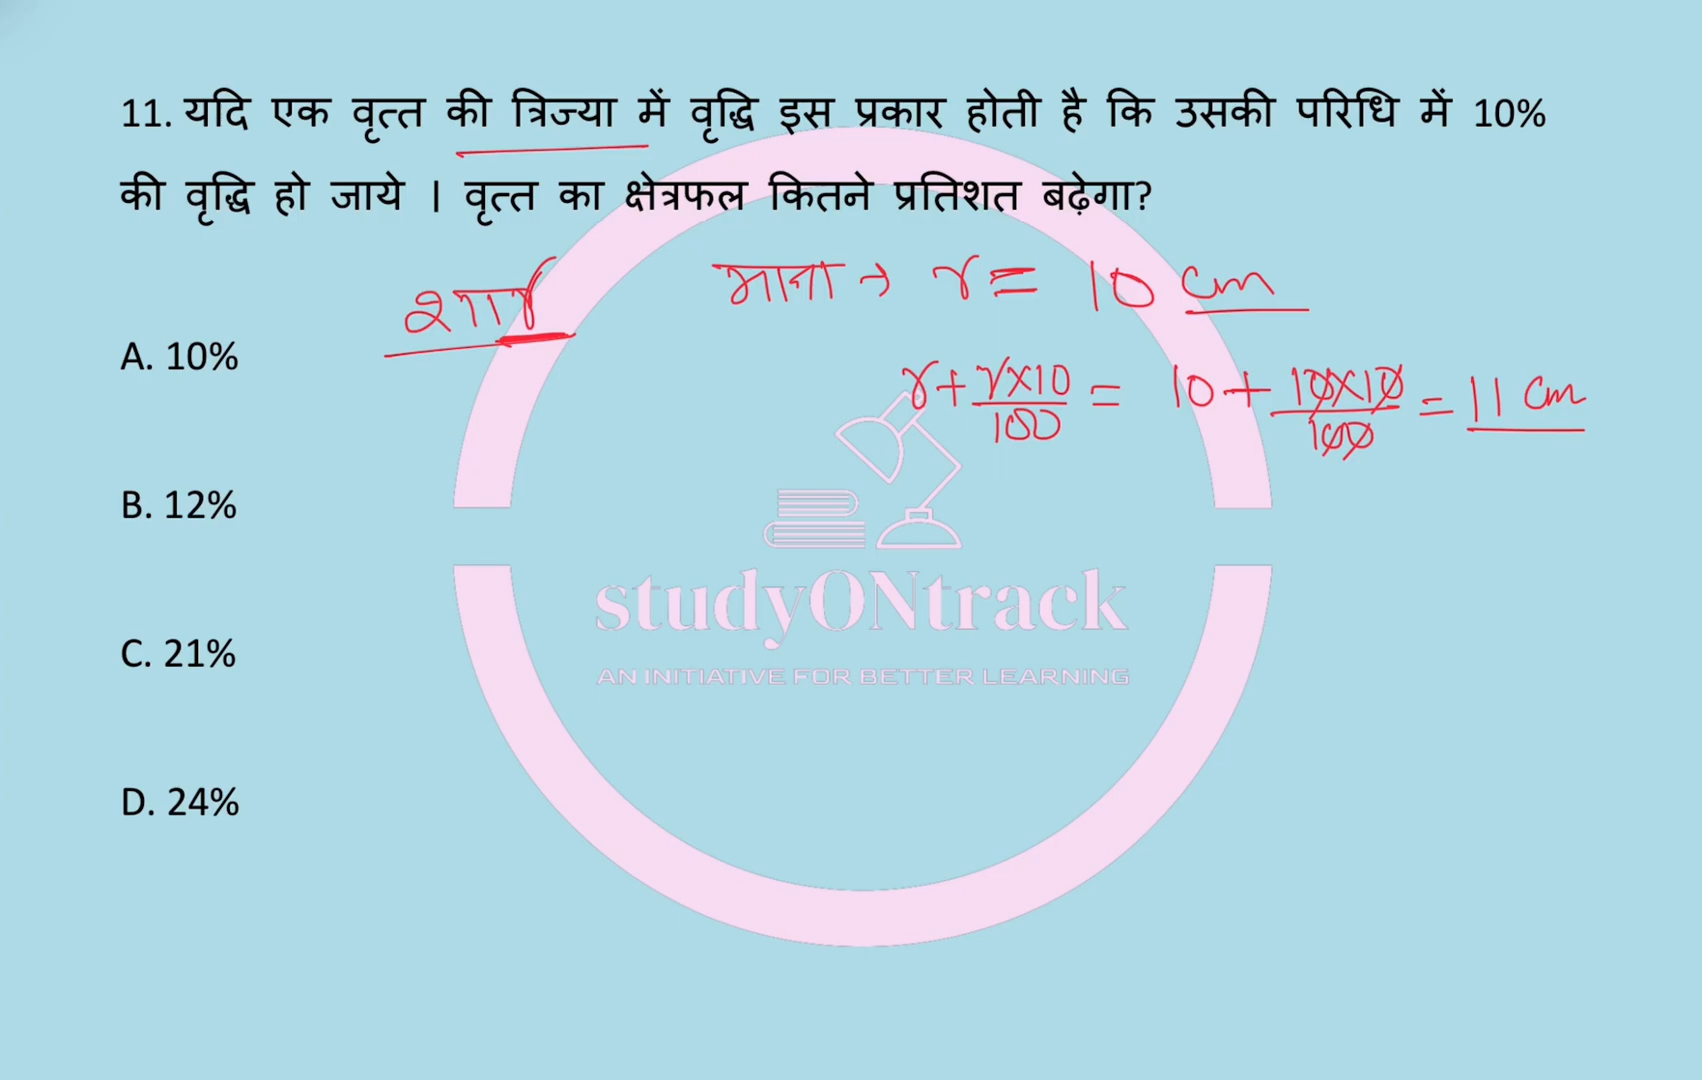 11. यदि एक वृत्त की त्रिज्या में वृद्धि इस प्रकार होती है कि उसकी परिधि में 10%
की वृद्धि हो जाये । वृत्त का क्षेत्रफल कितने प्रतिशत बढ़ेगा?
2πr
माना → r = 10 cm
A. 10%
r + r×10/100 = 10 + 10×10/100 = 11 cm
B. 12%
studyONtrack
AN INITIATIVE FOR BETTER LEARNING
C. 21%
D. 24%